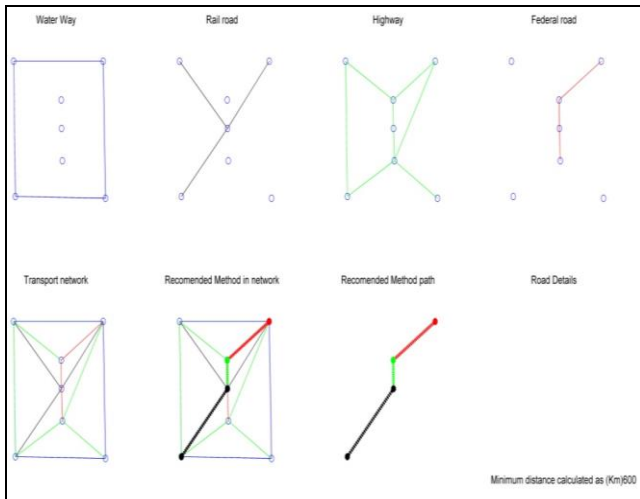 Water Way
Rail road
Highway
Federal road
Transport network
Recomended Method in network
Recomended Method path
Road Details
Minimum distance calculated as (Km)600